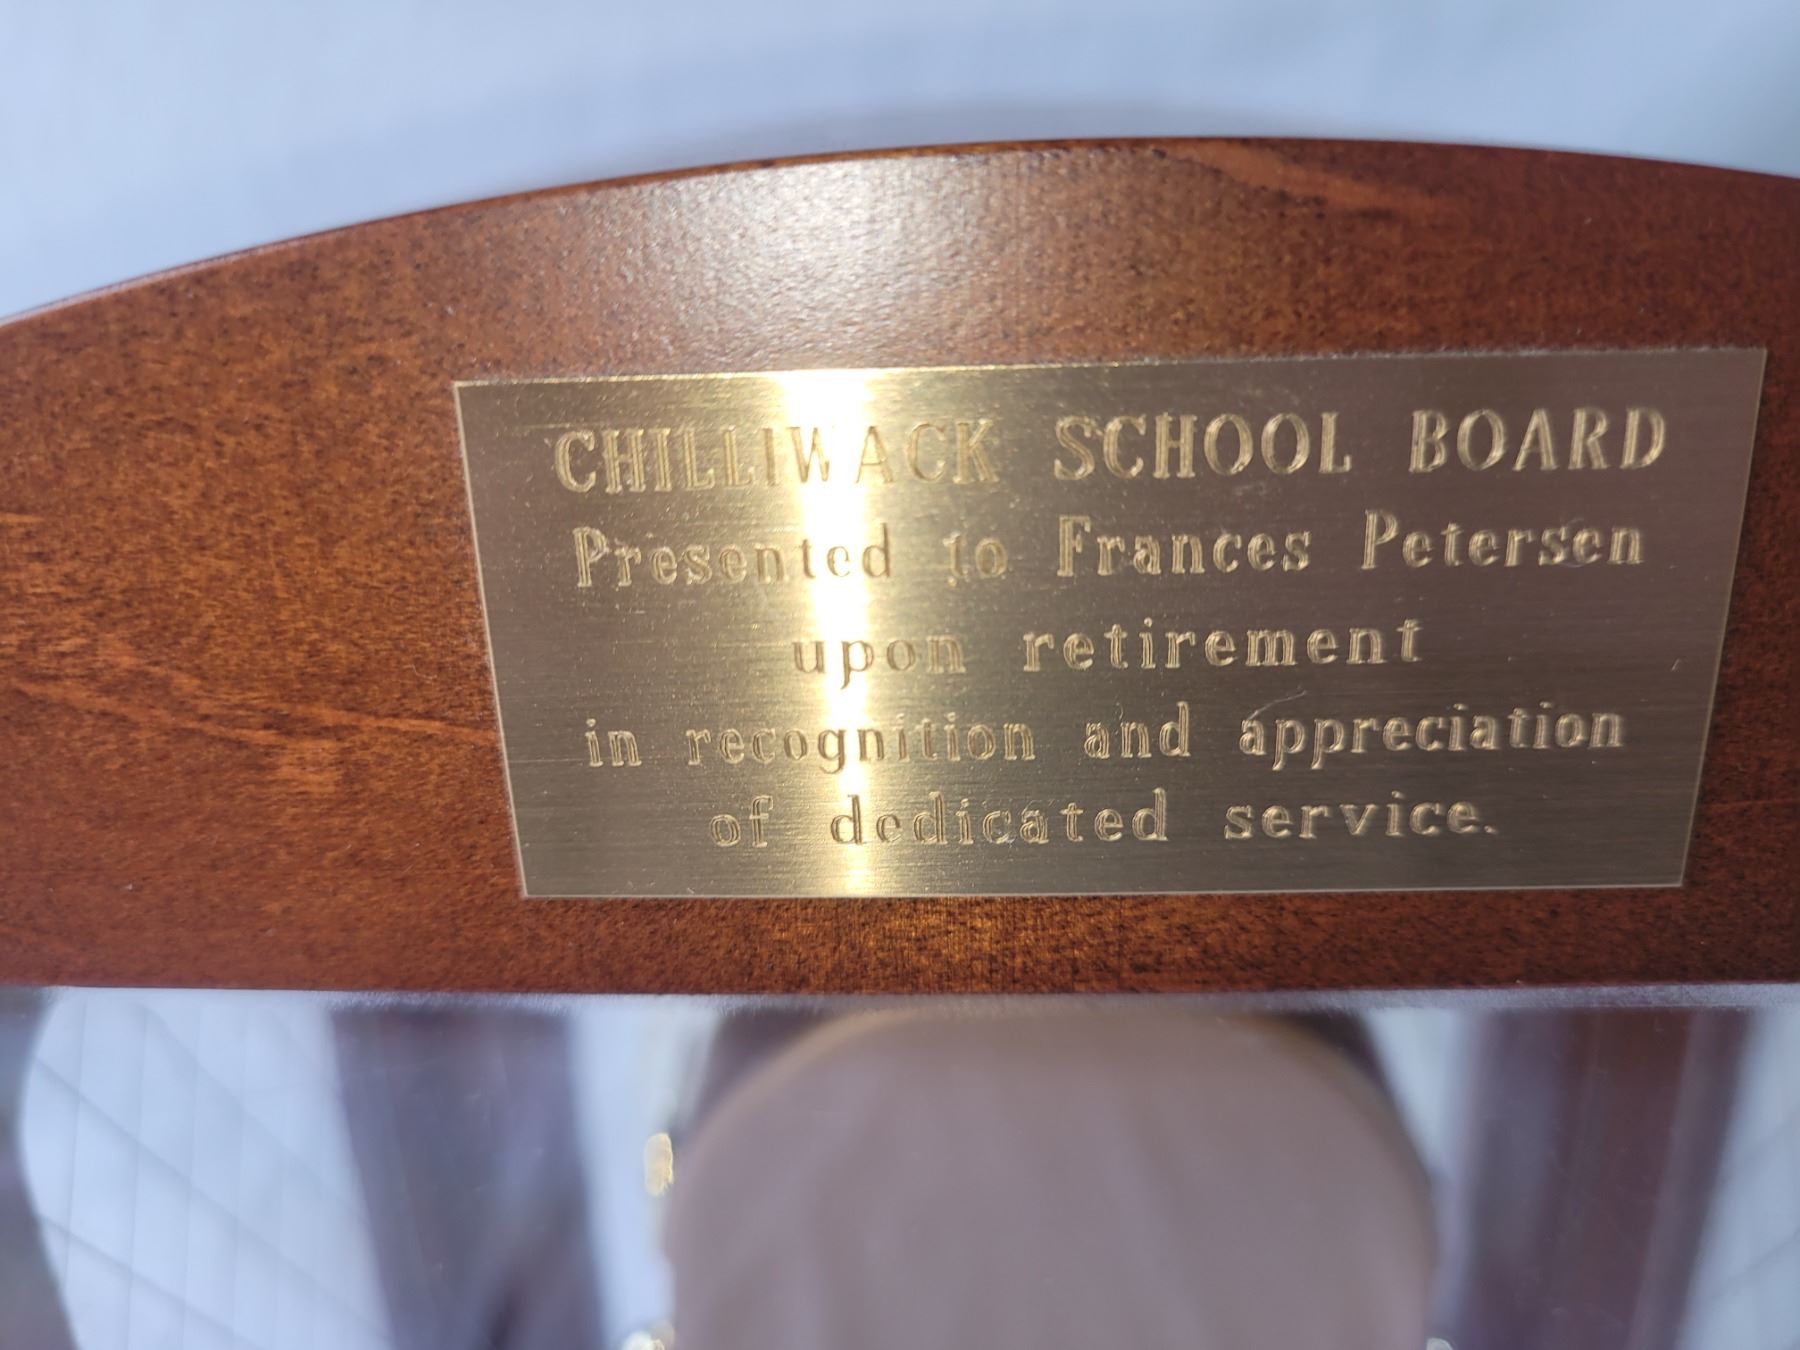 CHILLIWACK SCHOOL BOARD
Presented to Frances Petersen
upon retirement
in recognition and appreciation
of dedicated service.